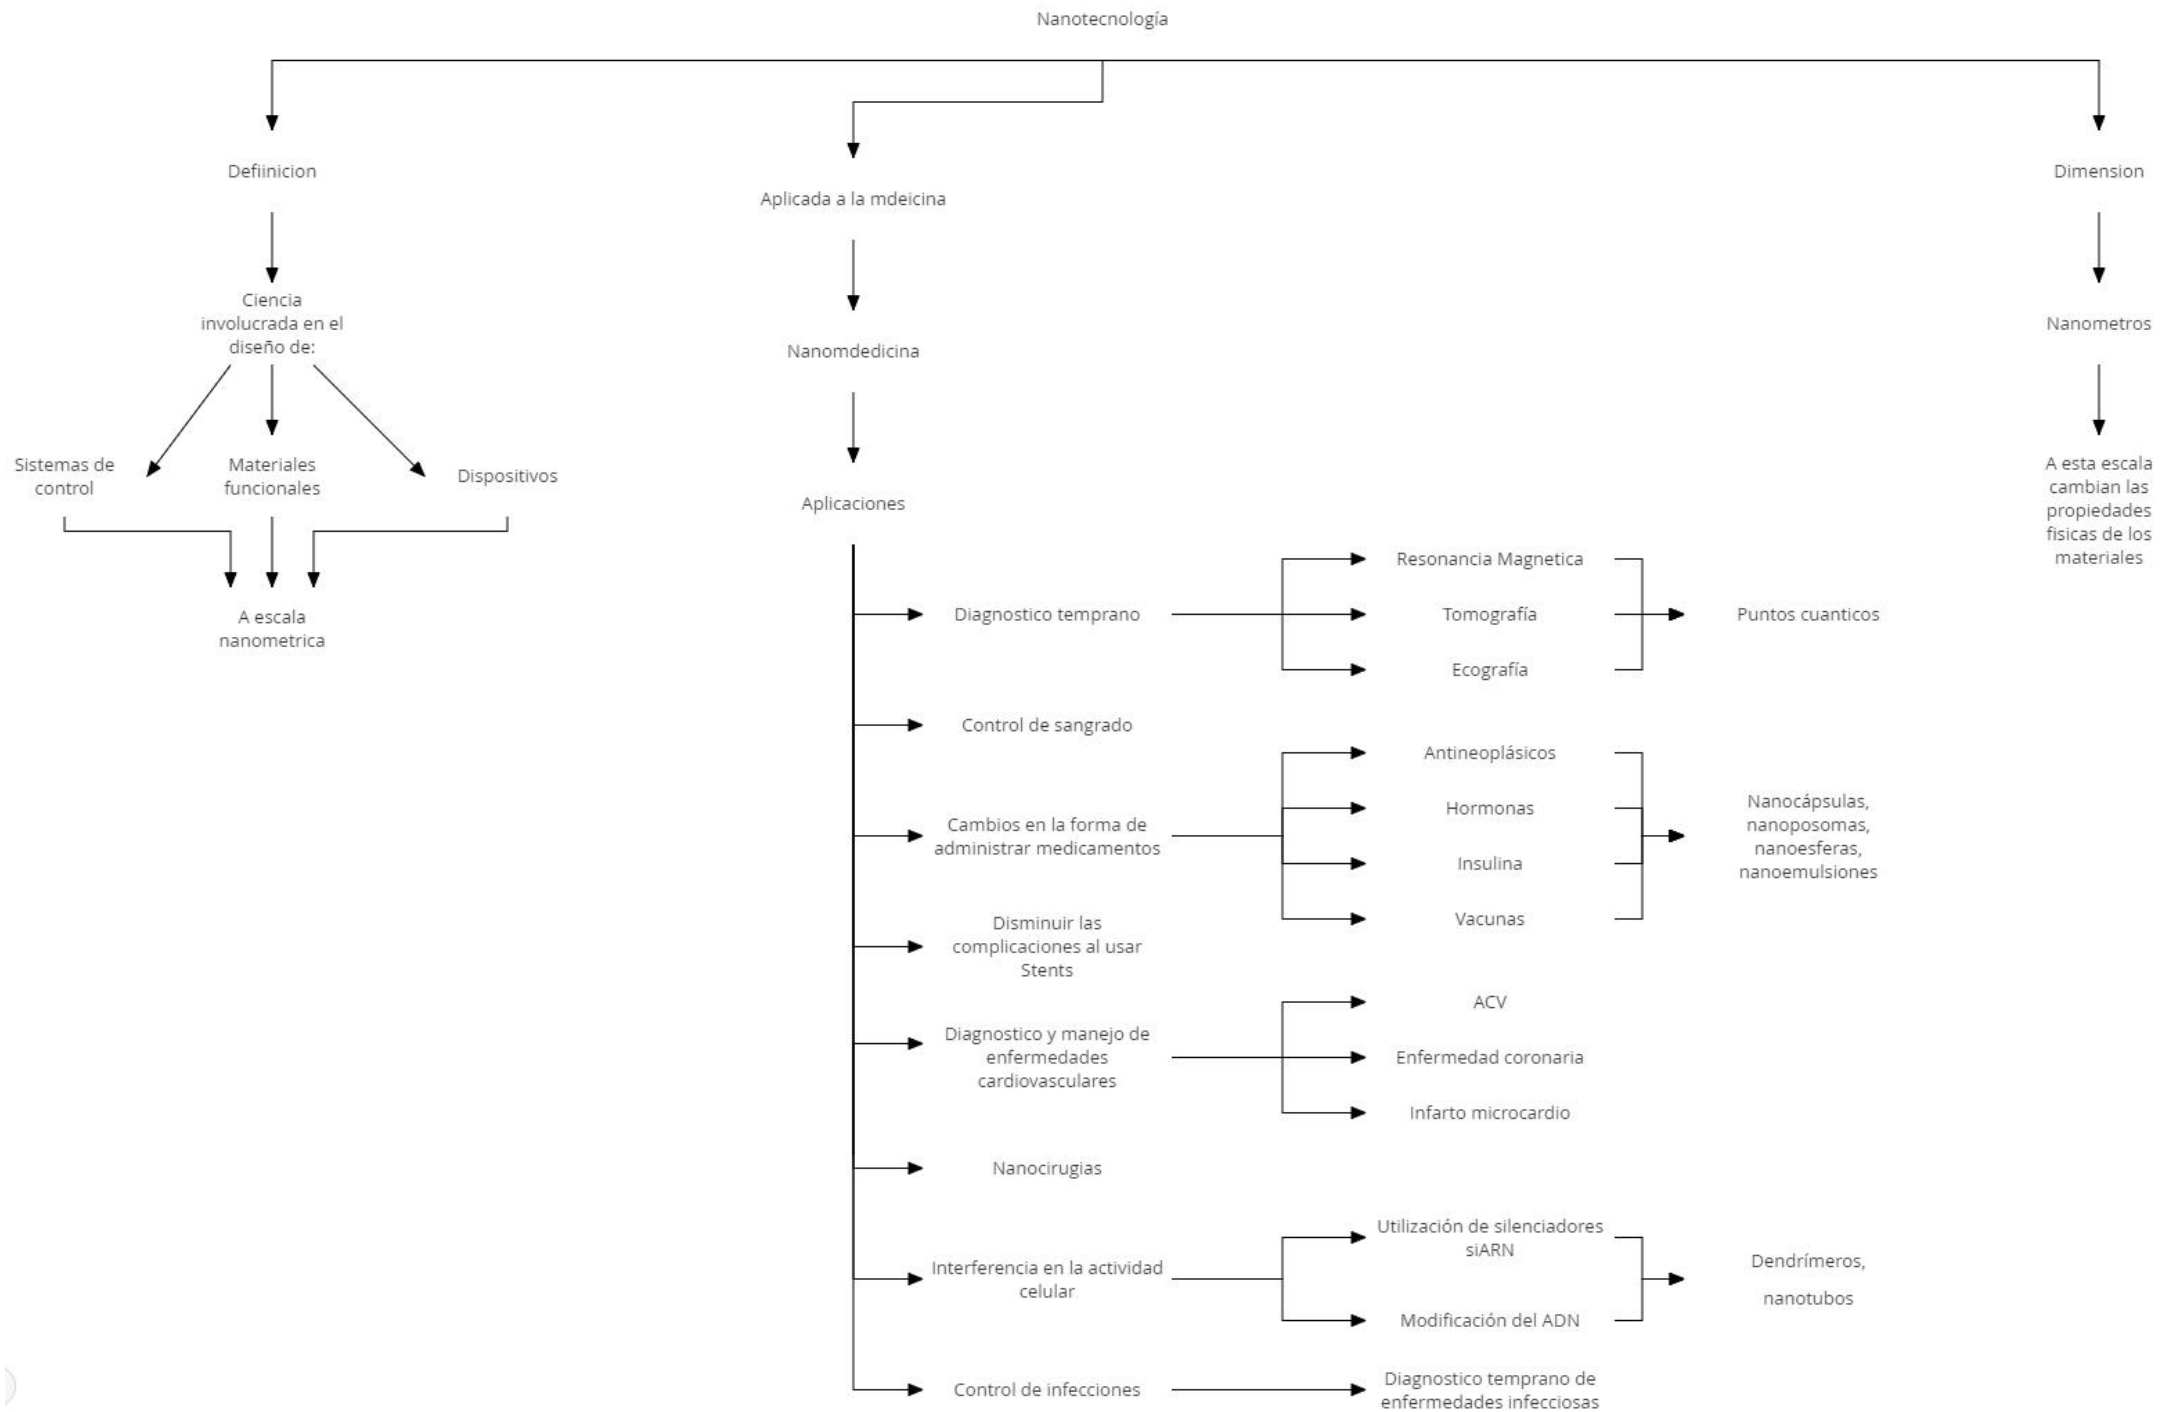 Nanotecnología
Defiinicion
Ciencia
involucrada en el
diseño de:
Sistemas de
control
Materiales
funcionales
Dispositivos
A escala
nanometrica
Aplicada a la mdeicina
Nanomdedicina
Aplicaciones
Diagnostico temprano
Resonancia Magnetica
Tomografía
Ecografía
Puntos cuanticos
Control de sangrado
Cambios en la forma de
administrar medicamentos
Antineoplásicos
Hormonas
Insulina
Vacunas
Nanocápsulas,
nanoposomas,
nanoesferas,
nanoemulsiones
Disminuir las
complicaciones al usar
Stents
Diagnostico y manejo de
enfermedades
cardiovasculares
ACV
Enfermedad coronaria
Infarto microcardio
Nanocirugias
Interferencia en la actividad
celular
Utilización de silenciadores
siARN
Modificación del ADN
Dendrímeros,
nanotubos
Control de infecciones
Diagnostico temprano de
enfermedades infecciosas
Dimension
Nanometros
A esta escala
cambian las
propiedades
fisicas de los
materiales